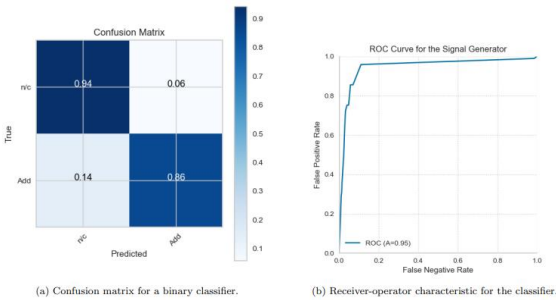 Confusion Matrix
n/c
Add
True
0.94
0.06
0.14
0.86
n/c
Add
Predicted
0.9
0.8
0.7
0.6
0.5
0.4
0.3
0.2
0.1
(a) Confusion matrix for a binary classifier.
ROC Curve for the Signal Generator
1.0
0.8
0.6
0.4
0.2
0.0
False Positive Rate
ROC (A=0.95)
0.0 0.2 0.4 0.6 0.8 1.0
False Negative Rate
(b) Receiver-operator characteristic for the classifier.